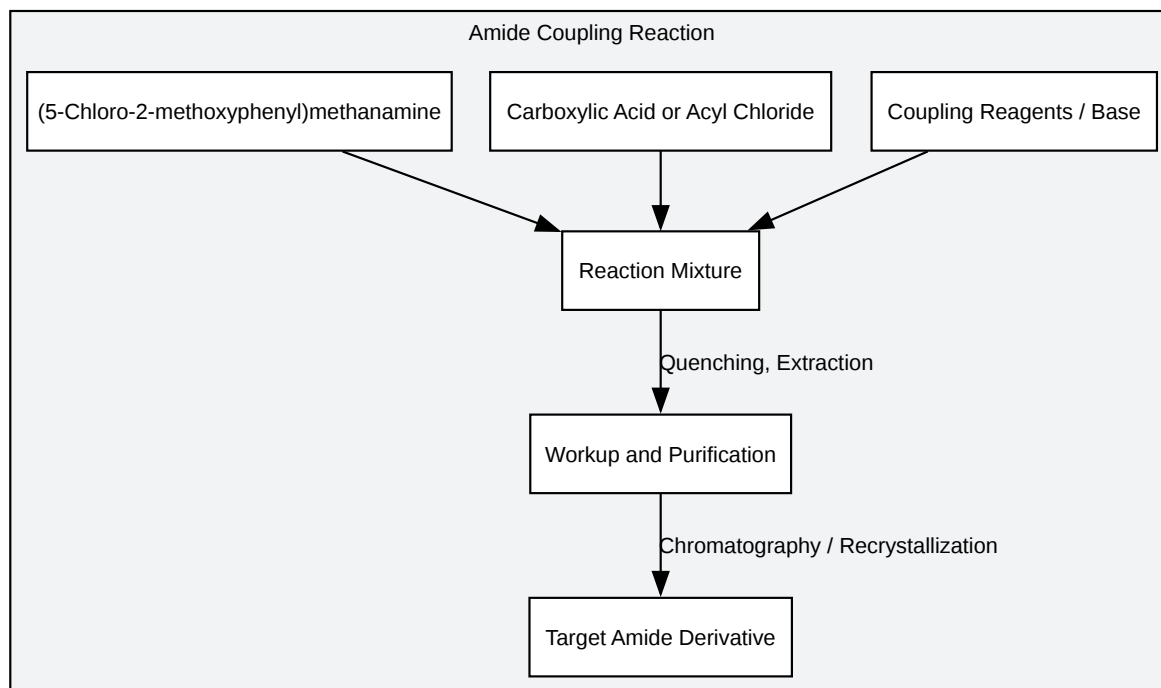 Amide Coupling Reaction
(5-Chloro-2-methoxyphenyl)methanamine
Carboxylic Acid or Acyl Chloride
Coupling Reagents / Base
Reaction Mixture
Quenching, Extraction
Workup and Purification
Chromatography / Recrystallization
Target Amide Derivative